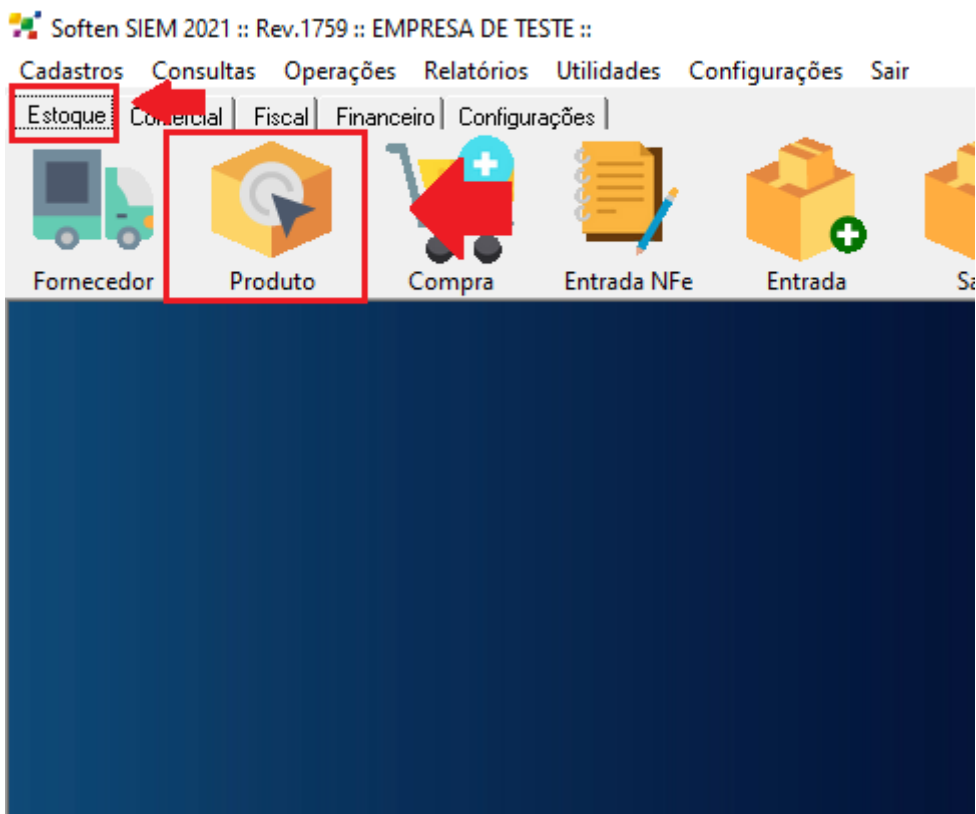 Soften SIEM 2021 :: Rev.1759 :: EMPRESA DE TESTE ::
Cadastros Consultas Operações Relatórios Utilidades Configurações Sair
Estoque Comercial Fiscal Financeiro Configurações
Fornecedor Produto Compra Entrada NFe Entrada